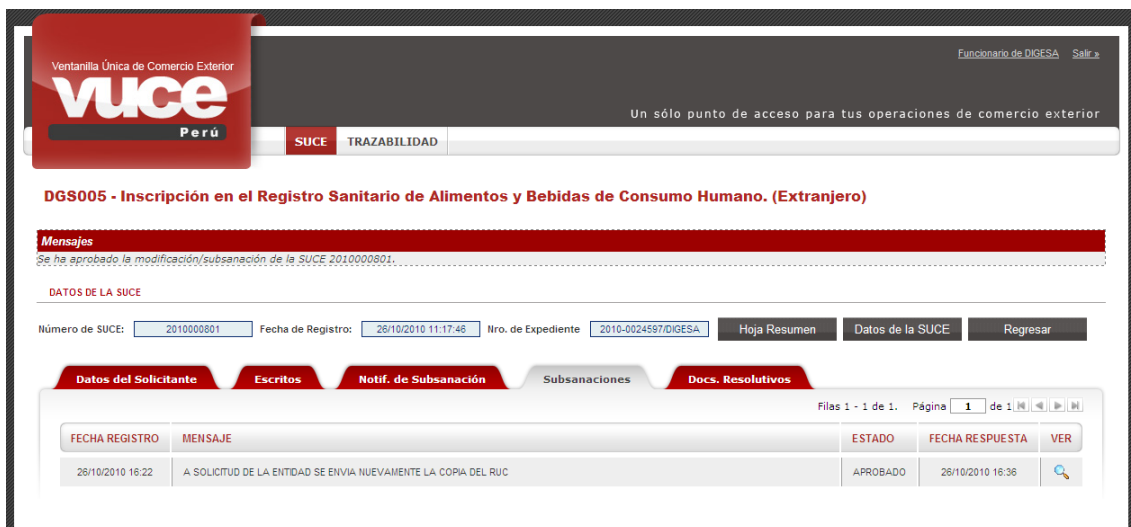 Funcionario de DIGESA Salir »
Ventanilla Única de Comercio Exterior
vuce
Perú
Un sólo punto de acceso para tus operaciones de comercio exterior
SUCE TRAZABILIDAD
DGS005 - Inscripción en el Registro Sanitario de Alimentos y Bebidas de Consumo Humano. (Extranjero)
Mensajes
Se ha aprobado la modificación/subsanación de la SUCE 2010000801.
DATOS DE LA SUCE
Número de SUCE: 2010000801 Fecha de Registro: 26/10/2010 11:17:46 Nro. de Expediente 2010-0024597/DIGESA Hoja Resumen Datos de la SUCE Regresar
Datos del Solicitante Escritos Notif. de Subsanación Subsanaciones Docs. Resolutivos
Filas 1 - 1 de 1. Página 1 de 1
FECHA REGISTRO MENSAJE ESTADO FECHA RESPUESTA VER
26/10/2010 16:22 A SOLICITUD DE LA ENTIDAD SE ENVIA NUEVAMENTE LA COPIA DEL RUC APROBADO 26/10/2010 16:36